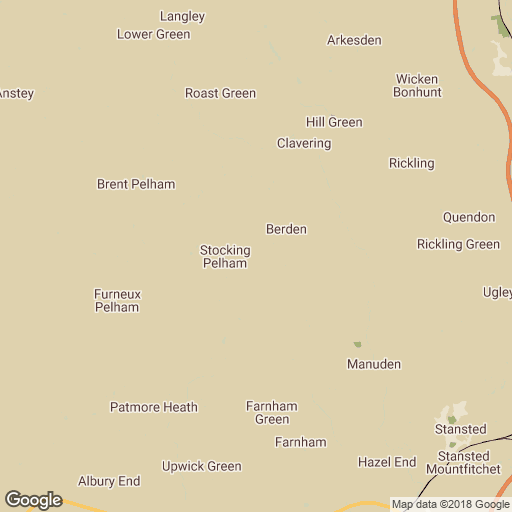 Langley
Lower Green
Arkesden
Wicken
Bonhunt
Anstey
Roast Green
Hill Green
Clavering
Rickling
Brent Pelham
Quendon
Berden
Rickling Green
Stocking
Pelham
Ugley
Furneux
Pelham
Manuden
Patmore Heath
Farnham
Green
Stansted
Farnham
Upwick Green
Hazel End
Stansted
Mountfitchet
Albury End
Google
Map data ©2018 Google